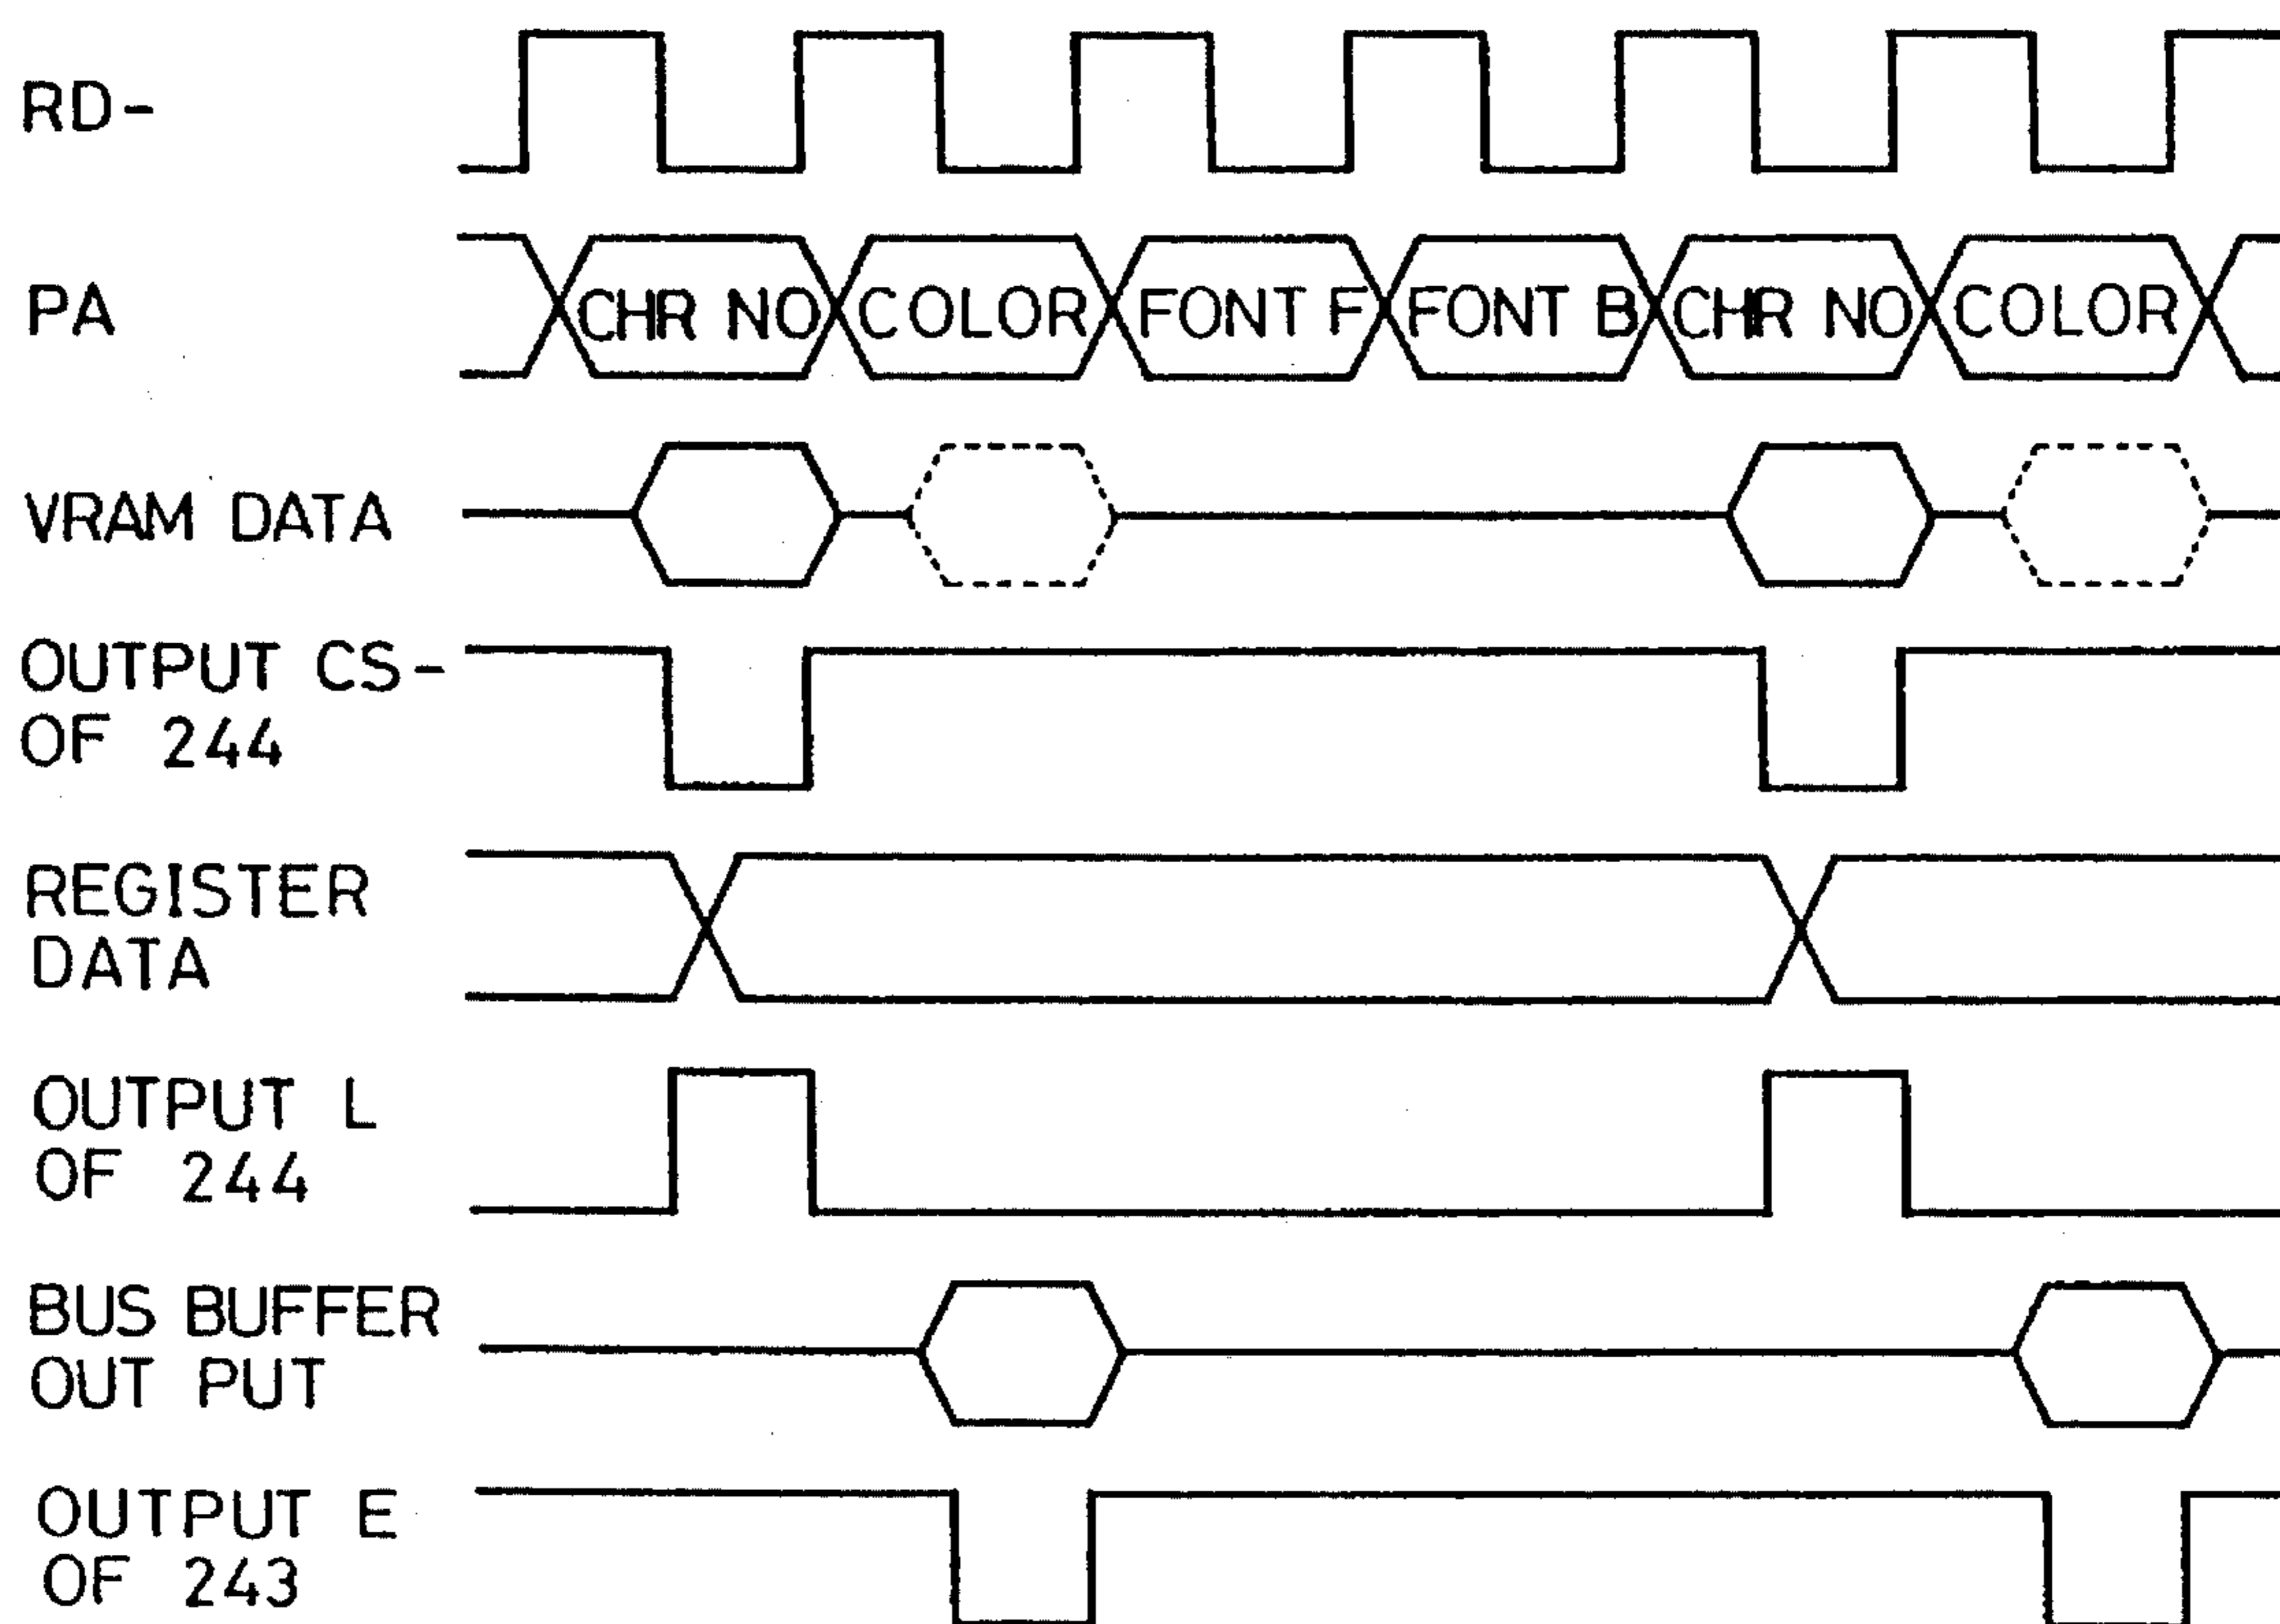 RD-
PA
CHR NO COLOR FONT F FONT B CHR NO COLOR
VRAM DATA
OUTPUT CS-
OF 244
REGISTER
DATA
OUTPUT L
OF 244
BUS BUFFER
OUT PUT
OUTPUT E
OF 243